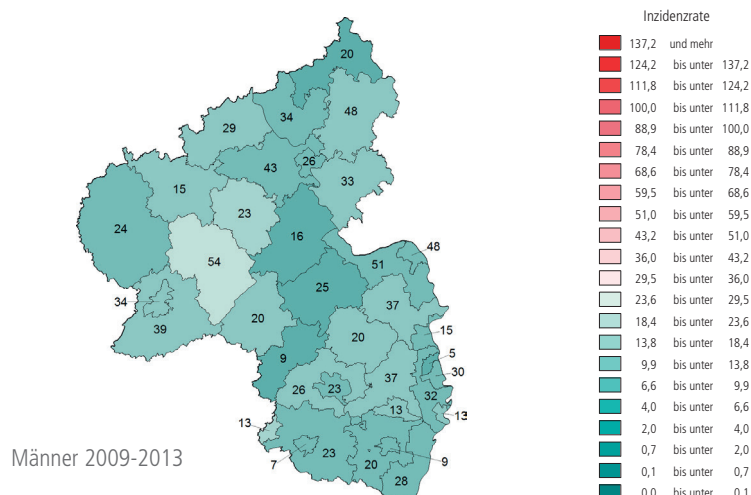 Inzidenzrate
137,2 und mehr
124,2 bis unter 137,2
111,8 bis unter 124,2
100,0 bis unter 111,8
88,9 bis unter 100,0
78,4 bis unter 88,9
68,6 bis unter 78,4
59,5 bis unter 68,6
51,0 bis unter 59,5
43,2 bis unter 51,0
36,0 bis unter 43,2
29,5 bis unter 36,0
23,6 bis unter 29,5
18,4 bis unter 23,6
13,8 bis unter 18,4
9,9 bis unter 13,8
6,6 bis unter 9,9
4,0 bis unter 6,6
2,0 bis unter 4,0
0,7 bis unter 2,0
0,1 bis unter 0,7
0,0 bis unter 0,1
20
34
48
29
26
43
33
15
23
24
16
48
54
51
25
34
37
39
20
15
20
5
9
30
26
23
37
32
13
13
13
7
23
20
9
28
Männer 2009-2013